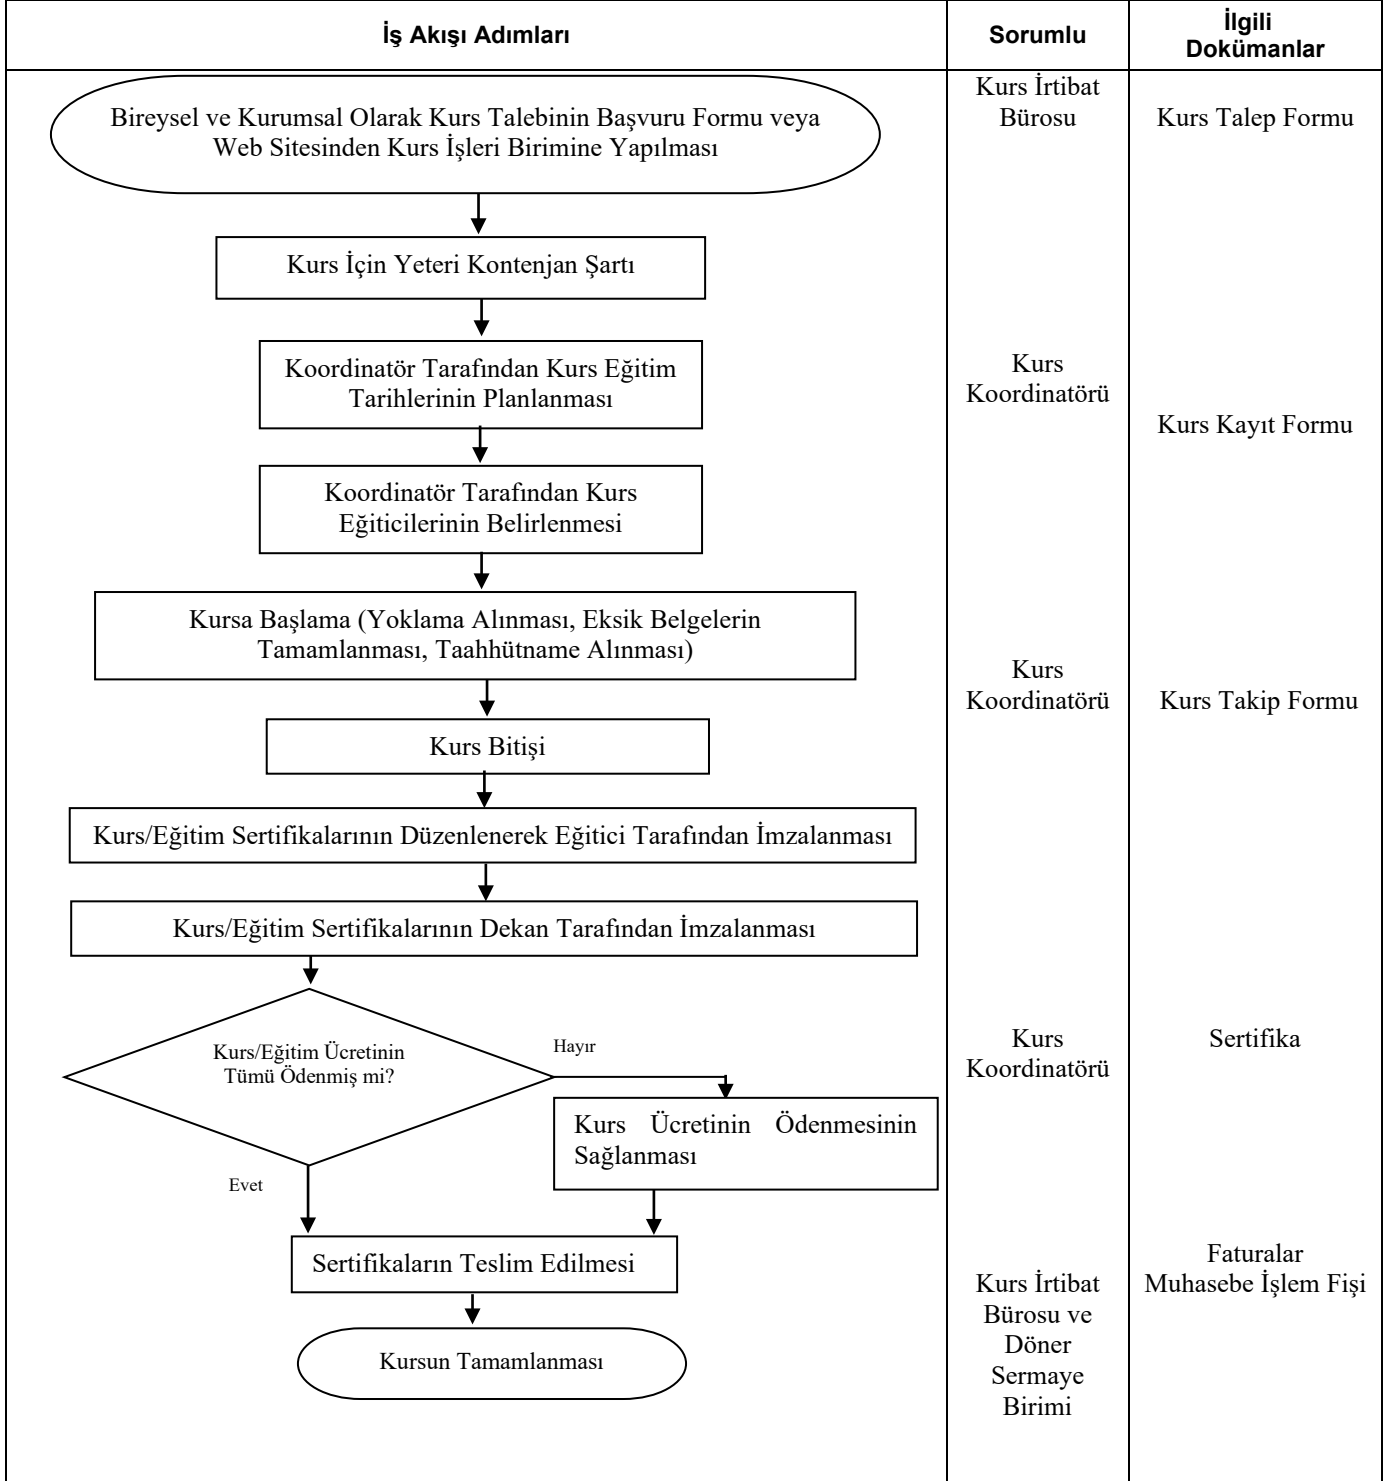 İş Akışı Adımları
Sorumlu
İlgili
Dokümanlar
Bireysel ve Kurumsal Olarak Kurs Talebinin Başvuru Formu veya
Web Sitesinden Kurs İşleri Birimine Yapılması
Kurs İrtibat
Bürosu
Kurs Talep Formu
Kurs İçin Yeteri Kontenjan Şartı
Koordinatör Tarafından Kurs Eğitim
Tarihlerinin Planlanması
Kurs
Koordinatörü
Kurs Kayıt Formu
Koordinatör Tarafından Kurs
Eğiticilerinin Belirlenmesi
Kursa Başlama (Yoklama Alınması, Eksik Belgelerin
Tamamlanması, Taahhütname Alınması)
Kurs
Koordinatörü
Kurs Takip Formu
Kurs Bitişi
Kurs/Eğitim Sertifikalarının Düzenlenerek Eğitici Tarafından İmzalanması
Kurs/Eğitim Sertifikalarının Dekan Tarafından İmzalanması
Kurs/Eğitim Ücretinin
Tümü Ödenmiş mi?
Hayır
Kurs
Koordinatörü
Sertifika
Kurs Ücretinin Ödenmesinin
Sağlanması
Evet
Sertifikaların Teslim Edilmesi
Faturalar
Muhasebe İşlem Fişi
Kurs İrtibat
Bürosu ve
Döner
Sermaye
Birimi
Kursun Tamamlanması